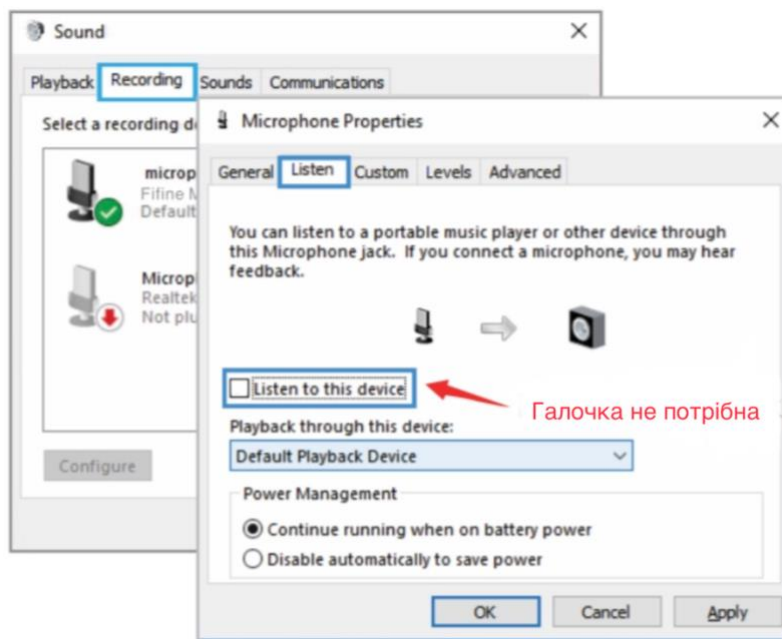 Sound
Playback Recording Sounds Communications
Select a recording
microp
Fifine
Default
Microp
Realtek
Not plu
Configure
Microphone Properties
General Listen Custom Levels Advanced
You can listen to a portable music player or other device through
this Microphone jack. If you connect a microphone, you may hear
feedback.
Listen to this device
Галочка не потрібна
Playback through this device:
Default Playback Device
Power Management
Continue running when on battery power
Disable automatically to save power
OK Cancel Apply